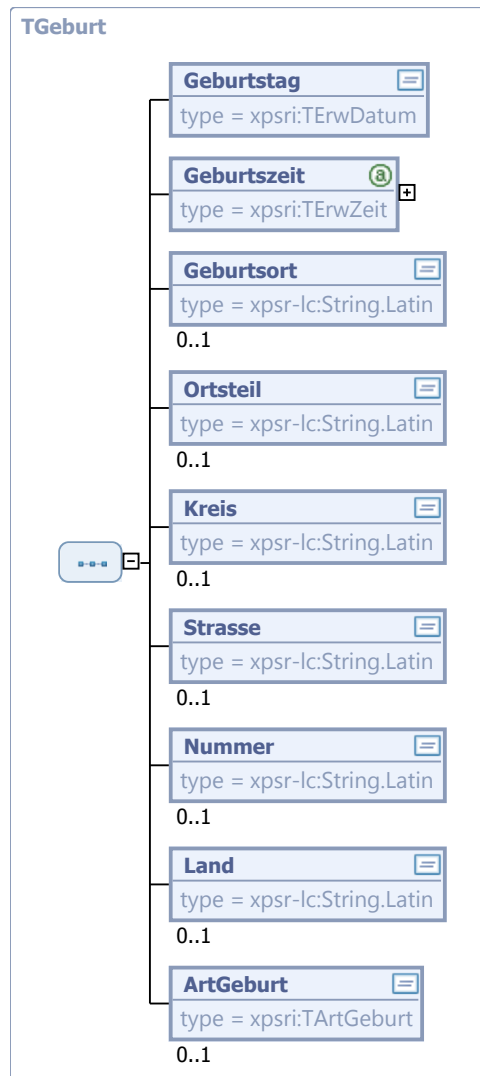 TGeburt
Geburtstag
type = xpsri:TErwDatum
Geburtszeit
type = xpsri:TErwZeit
Geburtsort
type = xpsr-lc:String.Latin
0..1
Ortsteil
type = xpsr-lc:String.Latin
0..1
Kreis
type = xpsr-lc:String.Latin
0..1
Strasse
type = xpsr-lc:String.Latin
0..1
Nummer
type = xpsr-lc:String.Latin
0..1
Land
type = xpsr-lc:String.Latin
0..1
ArtGeburt
type = xpsri:TArtGeburt
0..1